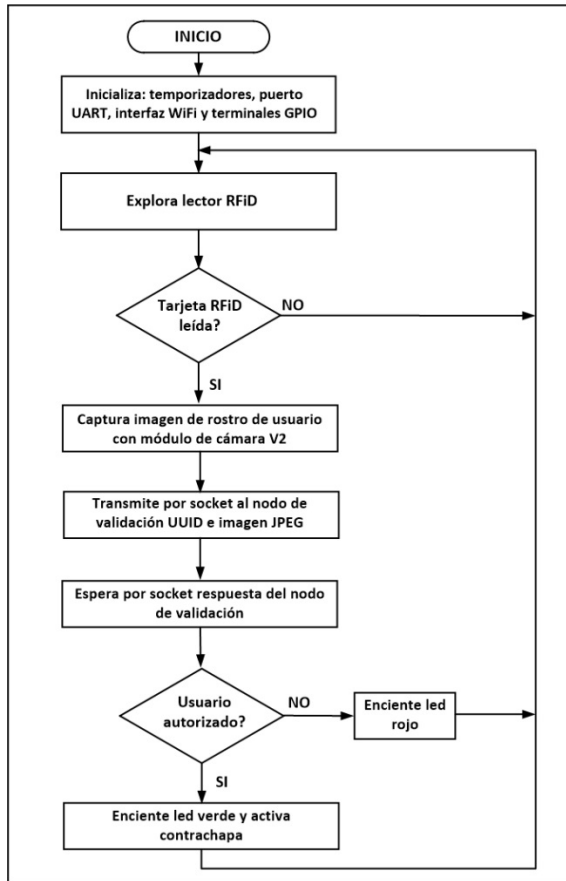 INICIO
Inicializa: temporizadores, puerto
UART, interfaz WiFi y terminales GPIO
Explora lector RFiD
Tarjeta RFiD
leída?
NO
SI
Captura imagen de rostro de usuario
con módulo de cámara V2
Transmite por socket al nodo de
validación UUID e imagen JPEG
Espera por socket respuesta del nodo
de validación
Usuario
autorizado?
NO
Enciente led
rojo
SI
Enciente led verde y activa
contrachapa